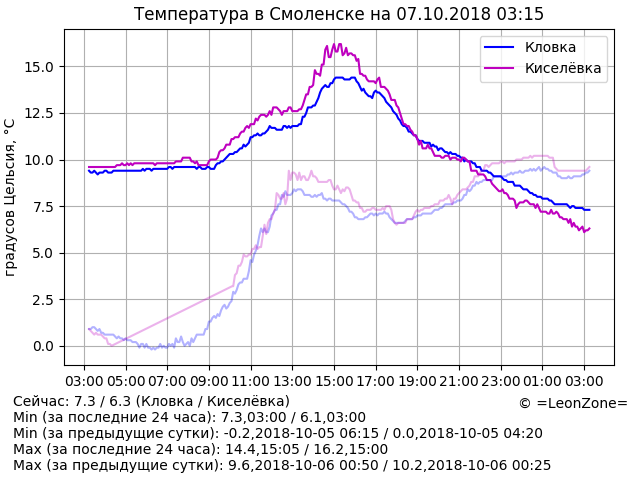 Температура в Смоленске на 07.10.2018 03:15
Кловка
Киселёвка
градусов Цельсия, °C
15.0
12.5
10.0
7.5
5.0
2.5
0.0
03:00 05:00 07:00 09:00 11:00 13:00 15:00 17:00 19:00 21:00 23:00 01:00 03:00
Сейчас: 7.3 / 6.3 (Кловка / Киселёвка)
© =LeonZone=
Min (за последние 24 часа): 7.3,03:00 / 6.1,03:00
Min (за предыдущие сутки): -0.2,2018-10-05 06:15 / 0.0,2018-10-05 04:20
Max (за последние 24 часа): 14.4,15:05 / 16.2,15:00
Max (за предыдущие сутки): 9.6,2018-10-06 00:50 / 10.2,2018-10-06 00:25